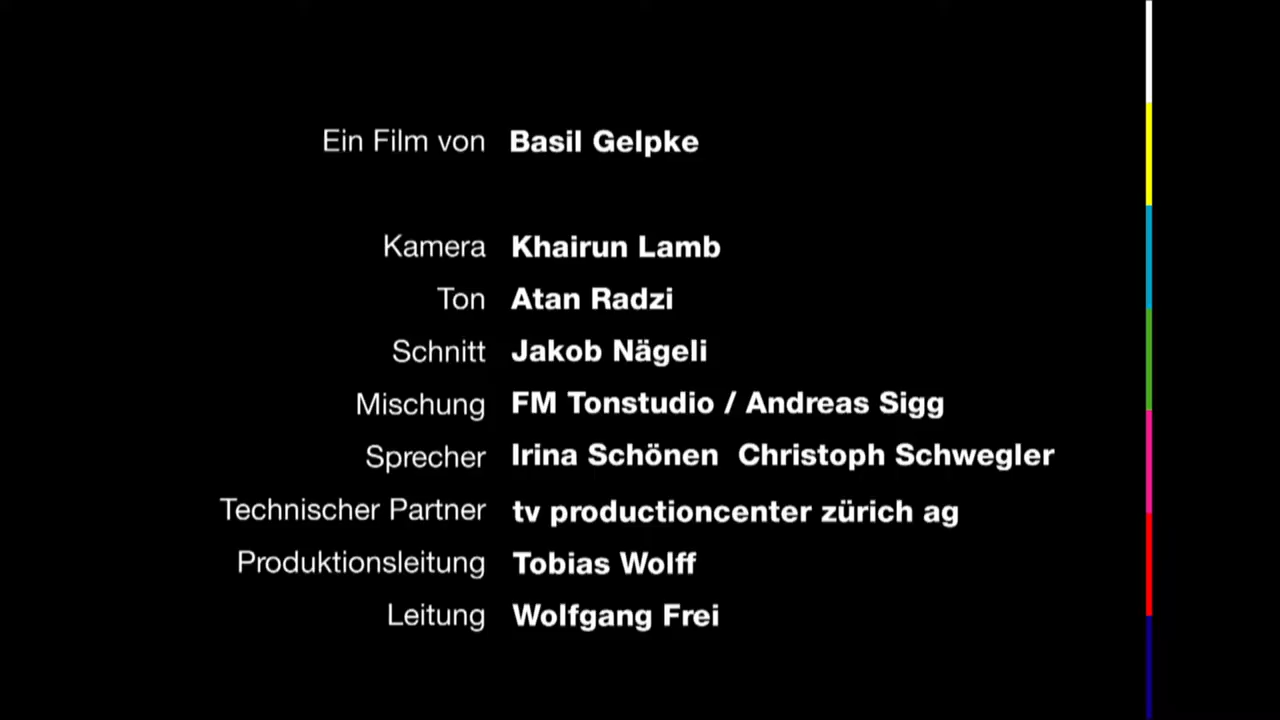 Ein Film von Basil Gelpke
Kamera Khairun Lamb
Ton Atan Radzi
Schnitt Jakob Nägeli
Mischung FM Tonstudio / Andreas Sigg
Sprecher Irina Schönen Christoph Schwegler
Technischer Partner tv productioncenter zürich ag
Produktionsleitung Tobias Wolff
Leitung Wolfgang Frei